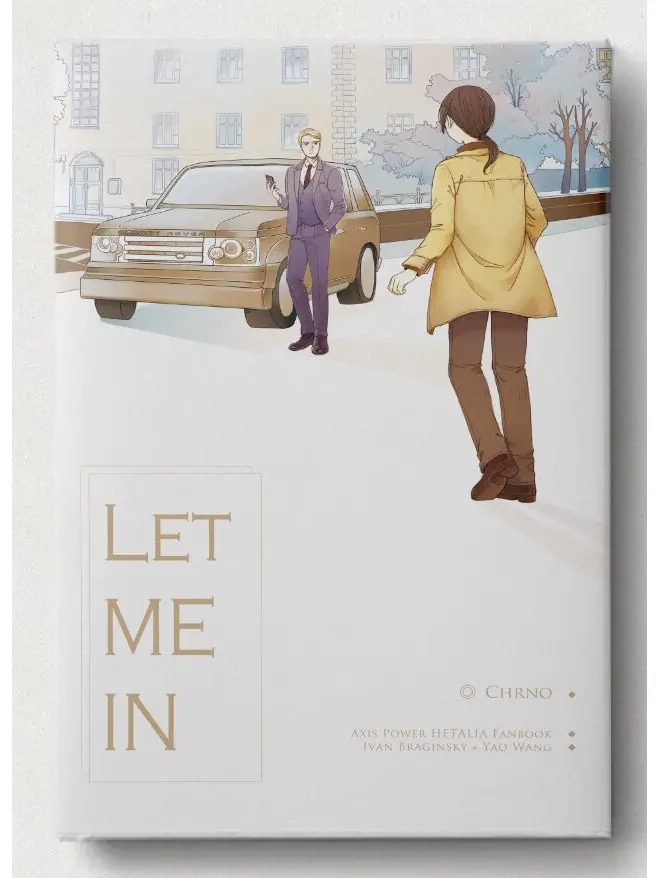 LET
ME
IN
◎ CHRNO ◆
AXIS POWER HETALIA FANBOOK ◆
IVAN BRAGINSKY × YAO WANG ◆